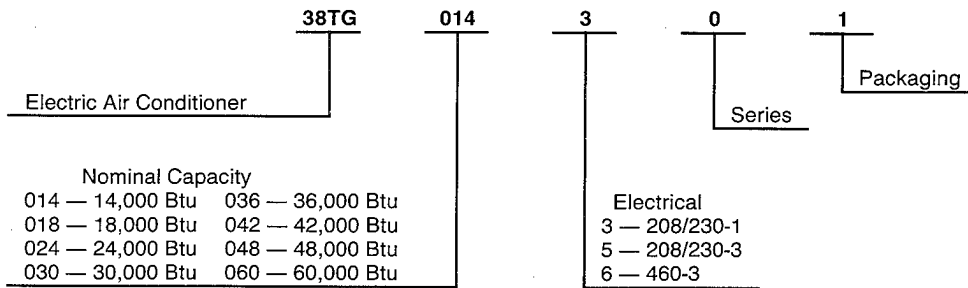 38TG 014 3 0 1
Packaging
Electric Air Conditioner
Series
Nominal Capacity
014 — 14,000 Btu 036 — 36,000 Btu
018 — 18,000 Btu 042 — 42,000 Btu
024 — 24,000 Btu 048 — 48,000 Btu
030 — 30,000 Btu 060 — 60,000 Btu
Electrical
3 — 208/230-1
5 — 208/230-3
6 — 460-3